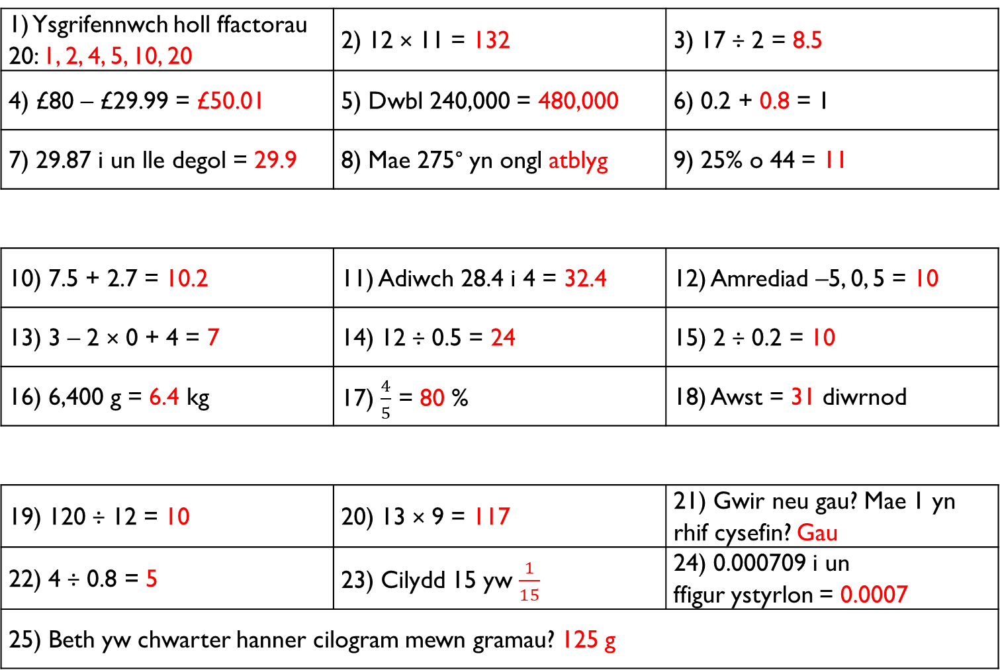 1) Ysgrifennwch holl ffactorau
20: 1, 2, 4, 5, 10, 20
2) 12 × 11 = 132
3) 17 ÷ 2 = 8.5
4) £80 – £29.99 = £50.01
5) Dwbl 240,000 = 480,000
6) 0.2 + 0.8 = 1
7) 29.87 i un lle degol = 29.9
8) Mae 275° yn ongl atblyg
9) 25% o 44 = 11
10) 7.5 + 2.7 = 10.2
11) Adiwch 28.4 i 4 = 32.4
12) Amrediad –5, 0, 5 = 10
13) 3 – 2 × 0 + 4 = 7
14) 12 ÷ 0.5 = 24
15) 2 ÷ 0.2 = 10
16) 6,400 g = 6.4 kg
17) 4/5 = 80 %
18) Awst = 31 diwrnod
19) 120 ÷ 12 = 10
20) 13 × 9 = 117
21) Gwir neu gau? Mae 1 yn
rhif cysefin? Gau
22) 4 ÷ 0.8 = 5
23) Cilydd 15 yw 1/15
24) 0.000709 i un
ffigur ystyrlon = 0.0007
25) Beth yw chwarter hanner cilogram mewn gramau? 125 g